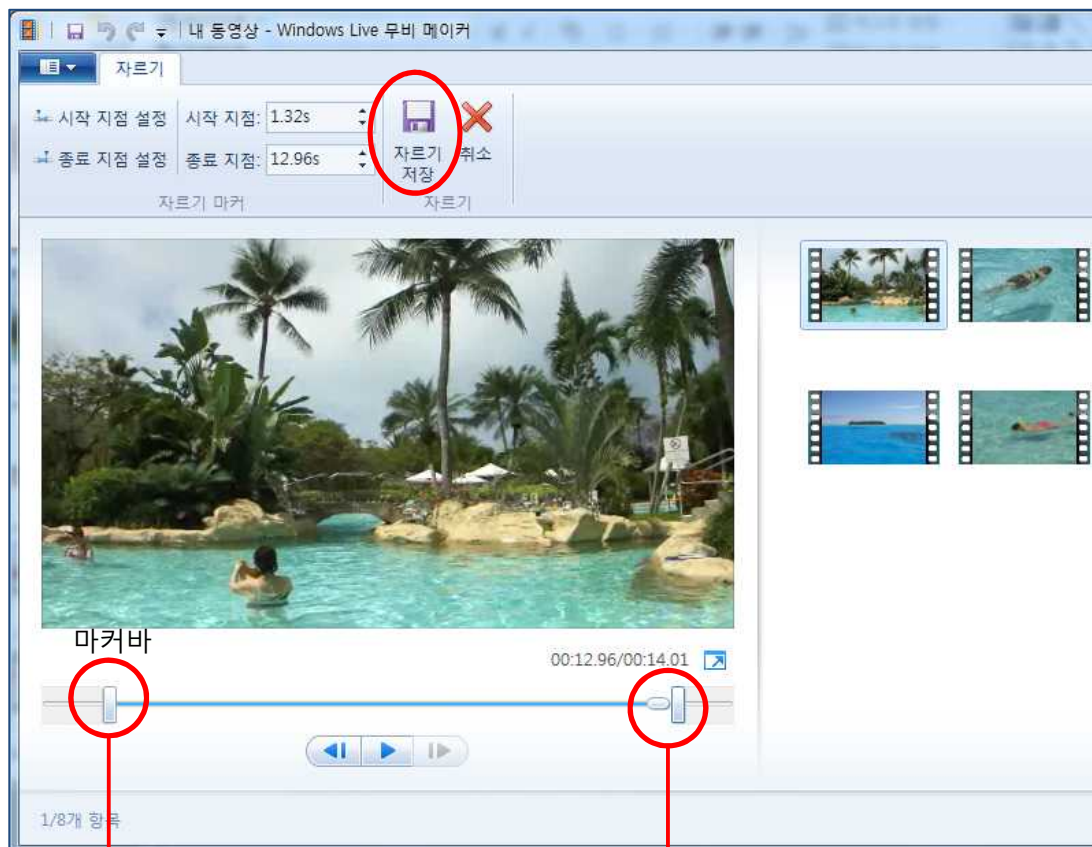 내 동영상 - Windows Live 무비 메이커
자르기
시작 지점 설정 시작 지점: 1.32s
종료 지점 설정 종료 지점: 12.96s
자르기 저장
취소
자르기 마커 자르기
마커바
00:12.96/00:14.01
1/8개 항목